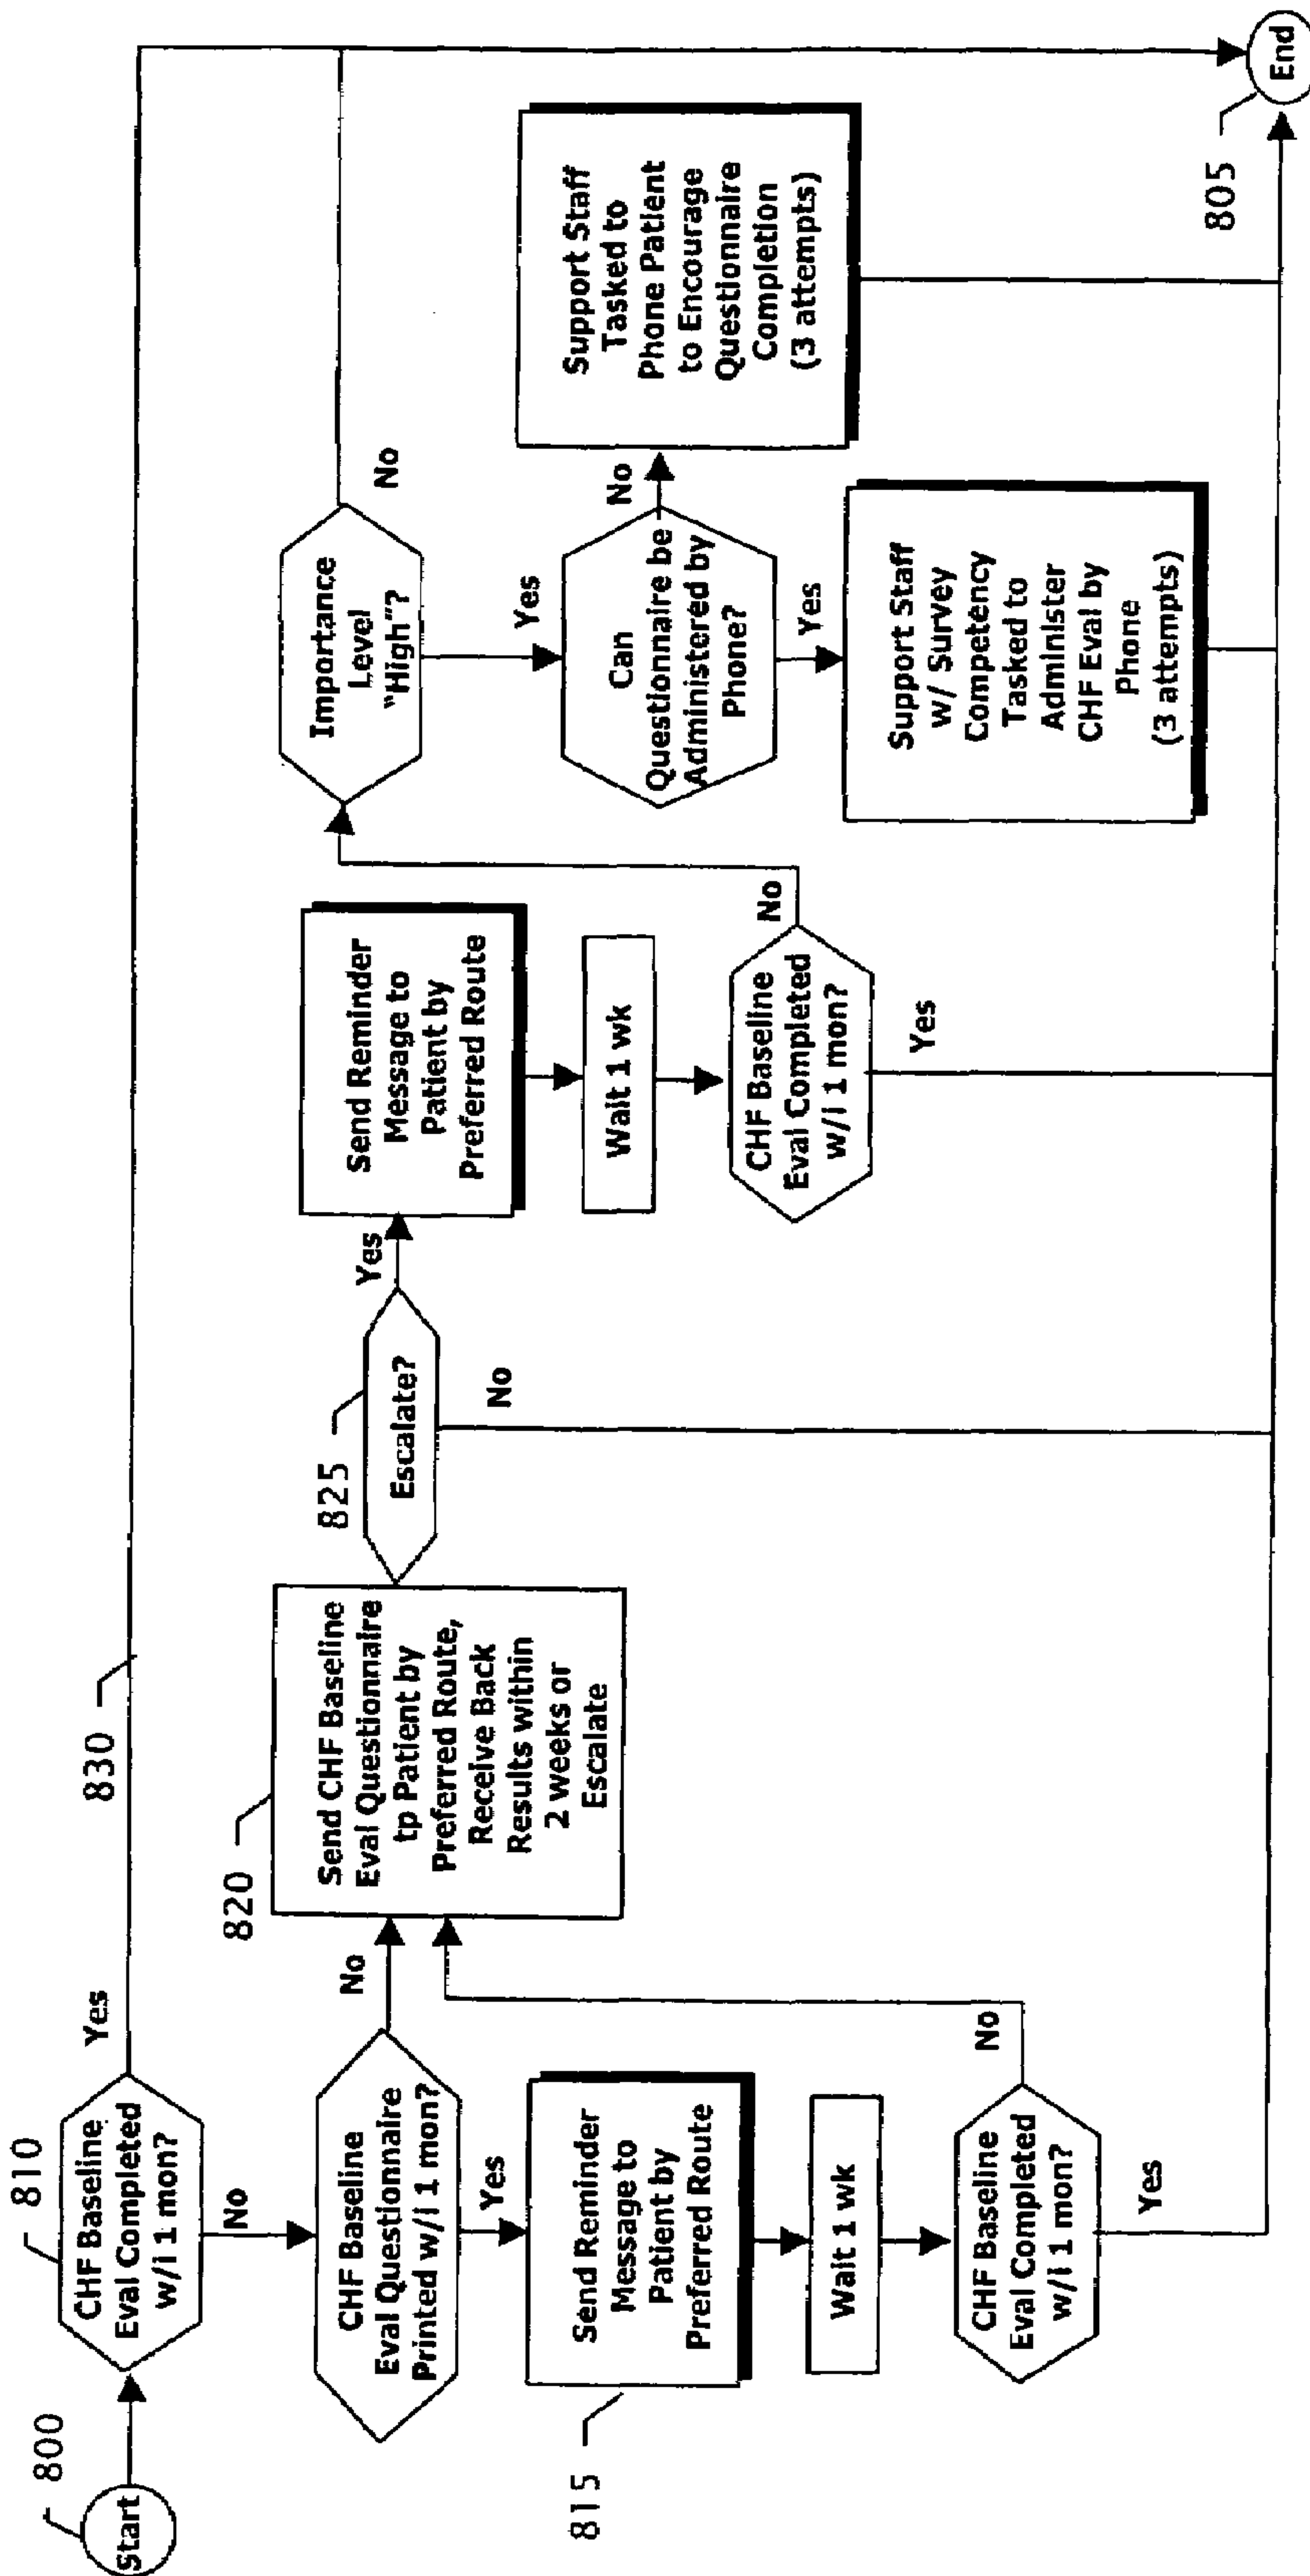 800
Start
810
CHF Baseline
Eval Completed
w/i 1 mon?
Yes
830
No
CHF Baseline
Eval Questionnaire
Printed w/i 1 mon?
No
Yes
815
Send Reminder
Message to
Patient by
Preferred Route
Wait 1 wk
CHF Baseline
Eval Completed
w/i 1 mon?
No
Yes
820
Send CHF Baseline
Eval Questionnaire
tp Patient by
Preferred Route,
Receive Back
Results within
2 weeks or
Escalate
825
Escalate?
Yes
No
Send Reminder
Message to
Patient by
Preferred Route
Wait 1 wk
CHF Baseline
Eval Completed
w/i 1 mon?
No
Yes
Importance
Level
"High"?
No
Yes
Can
Questionnaire be
Administered by
Phone?
No
Yes
Support Staff
Tasked to
Phone Patient
to Encourage
Questionnaire
Completion
(3 attempts)
Support Staff
w/ Survey
Competency
Tasked to
Administer
CHF Eval by
Phone
(3 attempts)
805
End